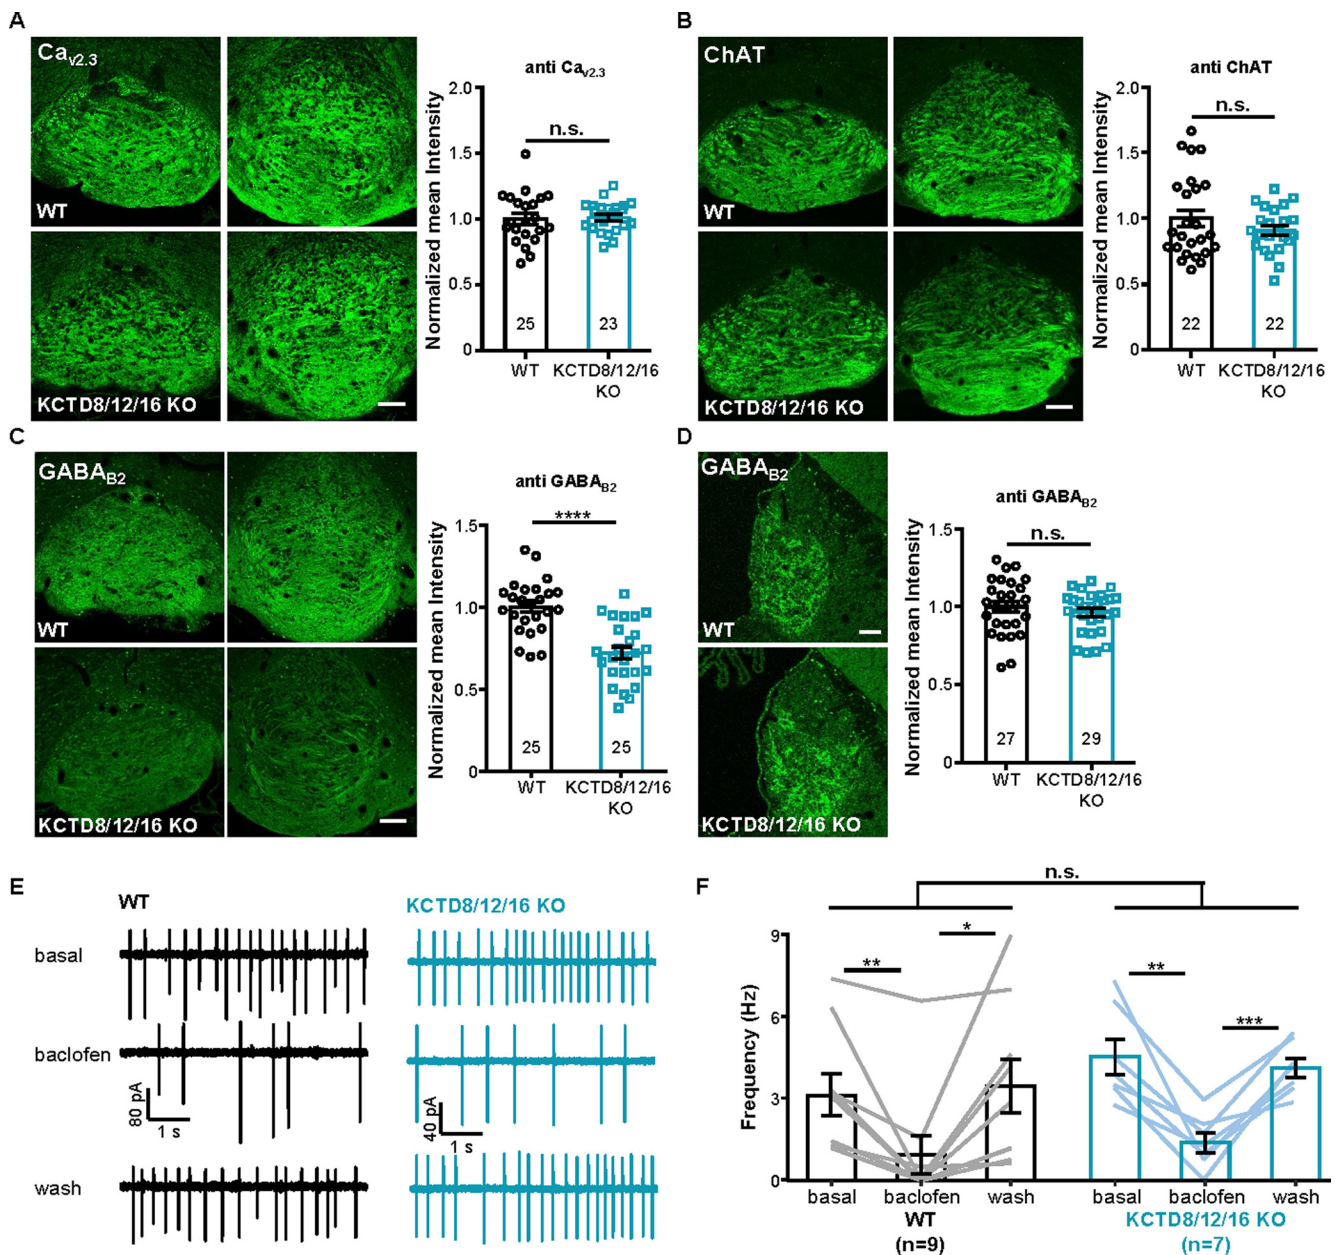 A
Cav2.3
WT
KCTD8/12/16 KO
anti Cav2.3
Normalized mean Intensity
2.0
1.5
1.0
0.5
0
n.s.
25
23
WT
KCTD8/12/16
KO
B
ChAT
WT
KCTD8/12/16 KO
anti ChAT
Normalized mean Intensity
2.0
1.5
1.0
0.5
0
n.s.
22
22
WT
KCTD8/12/16
KO
C
GABAB2
WT
KCTD8/12/16 KO
anti GABAB2
Normalized mean Intensity
1.5
1.0
0.5
0
****
25
25
WT
KCTD8/12/16
KO
D
GABAB2
WT
KCTD8/12/16 KO
anti GABAB2
Normalized mean Intensity
1.5
1.0
0.5
0
n.s.
27
29
WT
KCTD8/12/16
KO
E
WT
KCTD8/12/16 KO
basal
baclofen
80 pA
1 s
40 pA
1 s
wash
F
n.s.
Frequency (Hz)
9
6
3
0
**
*
**
***
basal
baclofen
wash
basal
baclofen
wash
WT
(n=9)
KCTD8/12/16 KO
(n=7)